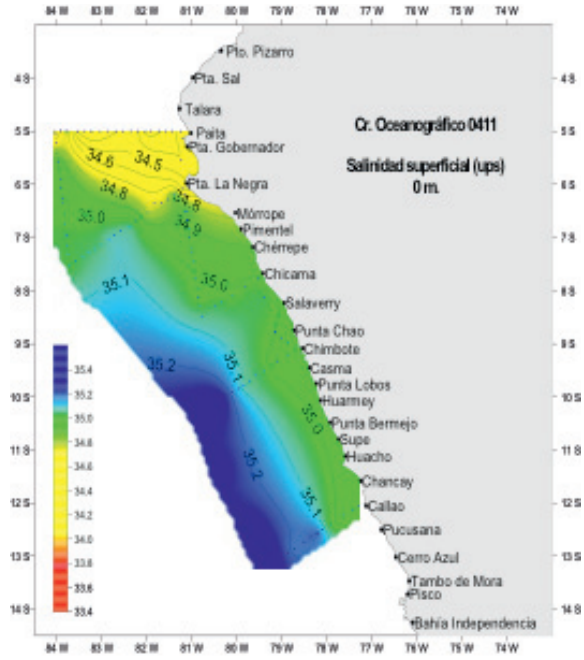 84 W 83 W 82 W 81 W 80 W 79 W 78 W 77 W 76 W 75 W 74 W
4 S
5 S
6 S
7 S
8 S
9 S
10 S
11 S
12 S
13 S
14 S
4 S
5 S
6 S
7 S
8 S
9 S
10 S
11 S
12 S
13 S
14 S
Cr. Oceanográfico 0411
Salinidad superficial (ups)
0 m.
Pto. Pizarro
Pta. Sal
Talara
Paita
Pta. Gobernador
Pta. La Negra
Mórrope
Pimentel
Chérrepe
Chicama
Salaverry
Punta Chao
Chimbote
Casma
Punta Lobos
Huarmey
Punta Bermejo
Supe
Huacho
Chancay
Callao
Pucusana
Cerro Azul
Tambo de Mora
Pisco
Bahía Independencia
34.6
34.5
34.8
34.8
35.0
34.9
35.0
35.1
35.2
35.1
35.0
35.2
35.1
35.4
35.2
35.0
34.8
34.6
34.4
34.2
34.0
33.8
33.6
33.4
84 W 83 W 82 W 81 W 80 W 79 W 78 W 77 W 76 W 75 W 74 W